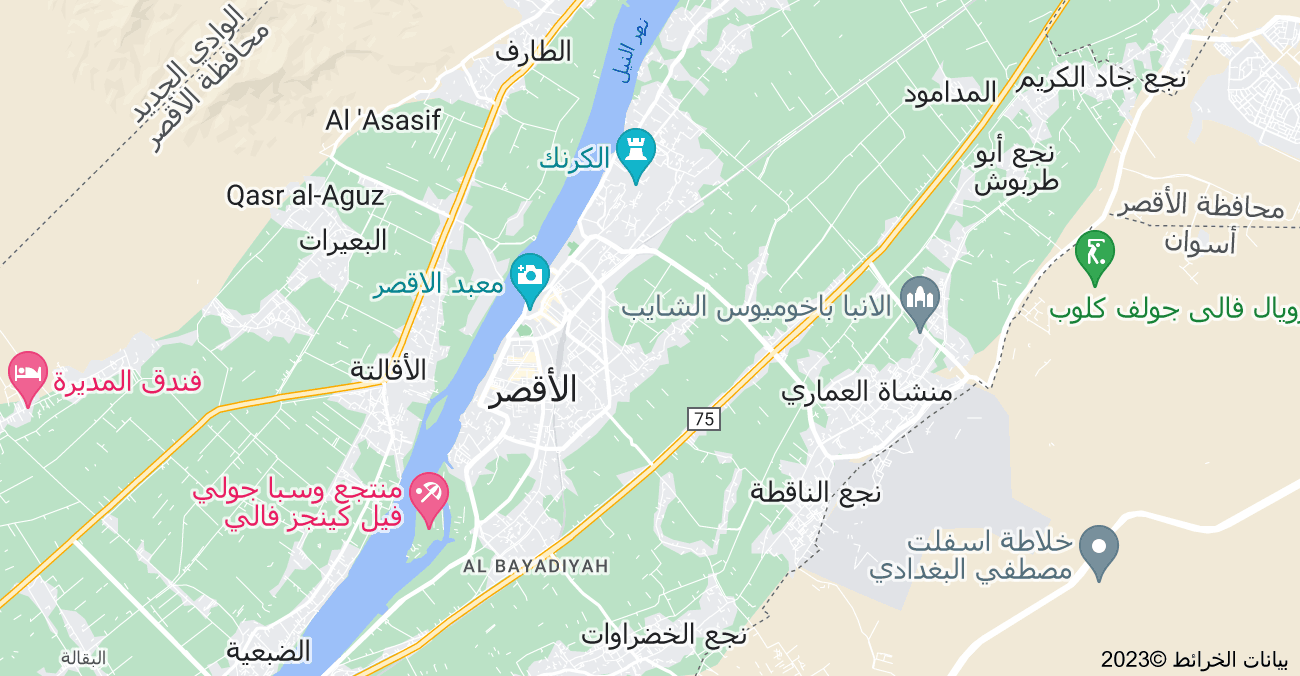 الوادي الجديد
محافظة الأقصر
نهر النيل
الطارف
نجع جاد الكريم
المدامود
Al 'Asasif
الكرنك
نجع أبو
طربوش
Qasr al-Aguz
محافظة الأقصر
أسوان
البعيرات
معبد الاقصر
الانبا باخوميوس الشايب
رويال فالى جولف كلوب
الأقالتة
فندق المديرة
الأقصر
منشاة العماري
75
منتجع وسبا جولي
فيل كينجز فالي
نجع الناقطة
خلاطة اسفلت
مصطفي البغدادي
AL BAYADIYAH
نجع الخضراوات
الضبعية
البقالة
بيانات الخرائط ©2023